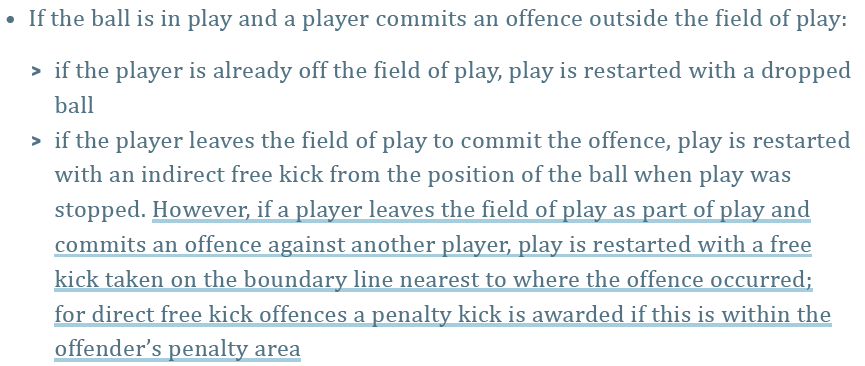 • If the ball is in play and a player commits an offence outside the field of play:
> if the player is already off the field of play, play is restarted with a dropped
ball
> if the player leaves the field of play to commit the offence, play is restarted
with an indirect free kick from the position of the ball when play was
stopped. However, if a player leaves the field of play as part of play and
commits an offence against another player, play is restarted with a free
kick taken on the boundary line nearest to where the offence occurred;
for direct free kick offences a penalty kick is awarded if this is within the
offender’s penalty area